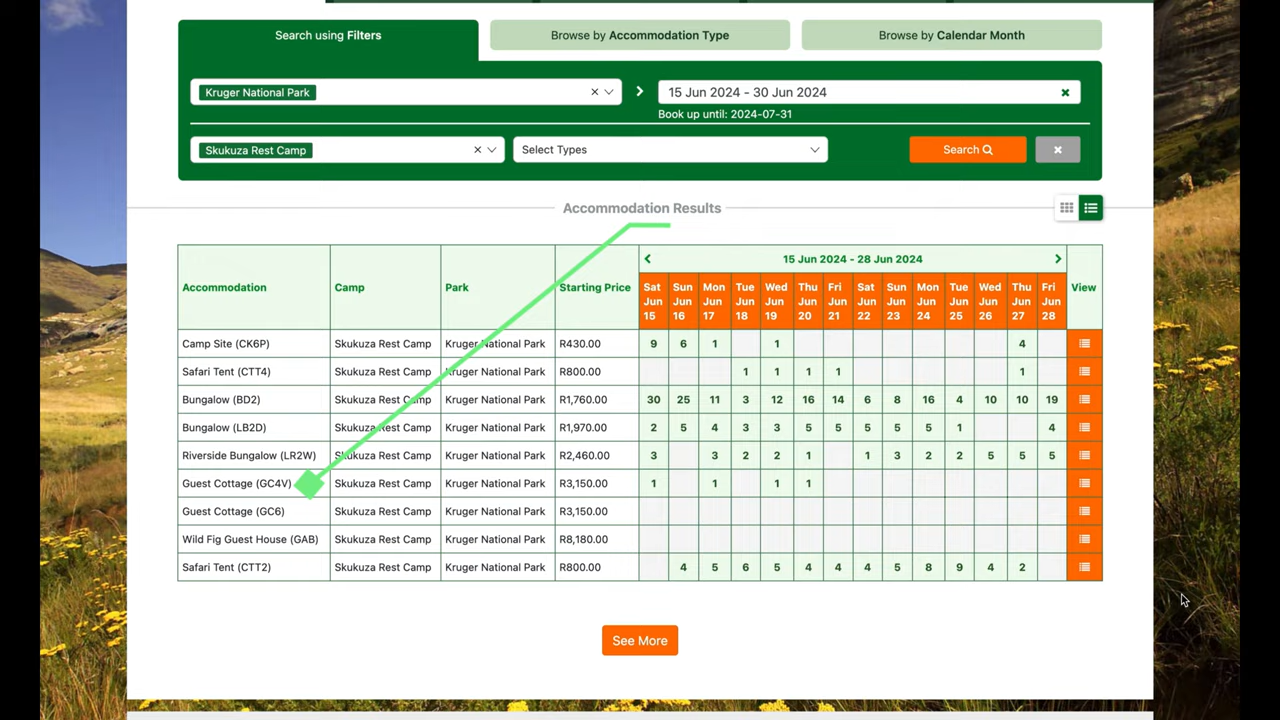 Search using Filters
Browse by Accommodation Type
Browse by Calendar Month
Kruger National Park
15 Jun 2024 - 30 Jun 2024
Book up until: 2024-07-31
Skukuza Rest Camp
Select Types
Search
Accommodation Results
Accommodation Camp Park Starting Price 15 Jun 2024 - 28 Jun 2024 View
Sat Sun Mon Tue Wed Thu Fri Sat Sun Mon Tue Wed Thu Fri
Jun Jun Jun Jun Jun Jun Jun Jun Jun Jun Jun Jun Jun Jun
15 16 17 18 19 20 21 22 23 24 25 26 27 28
Camp Site (CK6P) Skukuza Rest Camp Kruger National Park R430.00 9 6 1 1 4
Safari Tent (CTT4) Skukuza Rest Camp Kruger National Park R800.00 1 1 1 1 1
Bungalow (BD2) Skukuza Rest Camp Kruger National Park R1,760.00 30 25 11 3 12 16 14 6 8 16 4 10 10 19
Bungalow (LB2D) Skukuza Rest Camp Kruger National Park R1,970.00 2 5 4 3 3 5 5 5 5 5 1 4
Riverside Bungalow (LR2W) Skukuza Rest Camp Kruger National Park R2,460.00 3 3 2 2 1 1 3 2 2 5 5 5
Guest Cottage (GC4V) Skukuza Rest Camp Kruger National Park R3,150.00 1 1 1 1
Guest Cottage (GC6) Skukuza Rest Camp Kruger National Park R3,150.00
Wild Fig Guest House (GAB) Skukuza Rest Camp Kruger National Park R8,180.00
Safari Tent (CTT2) Skukuza Rest Camp Kruger National Park R800.00 4 5 6 5 4 4 4 5 8 9 4 2
See More